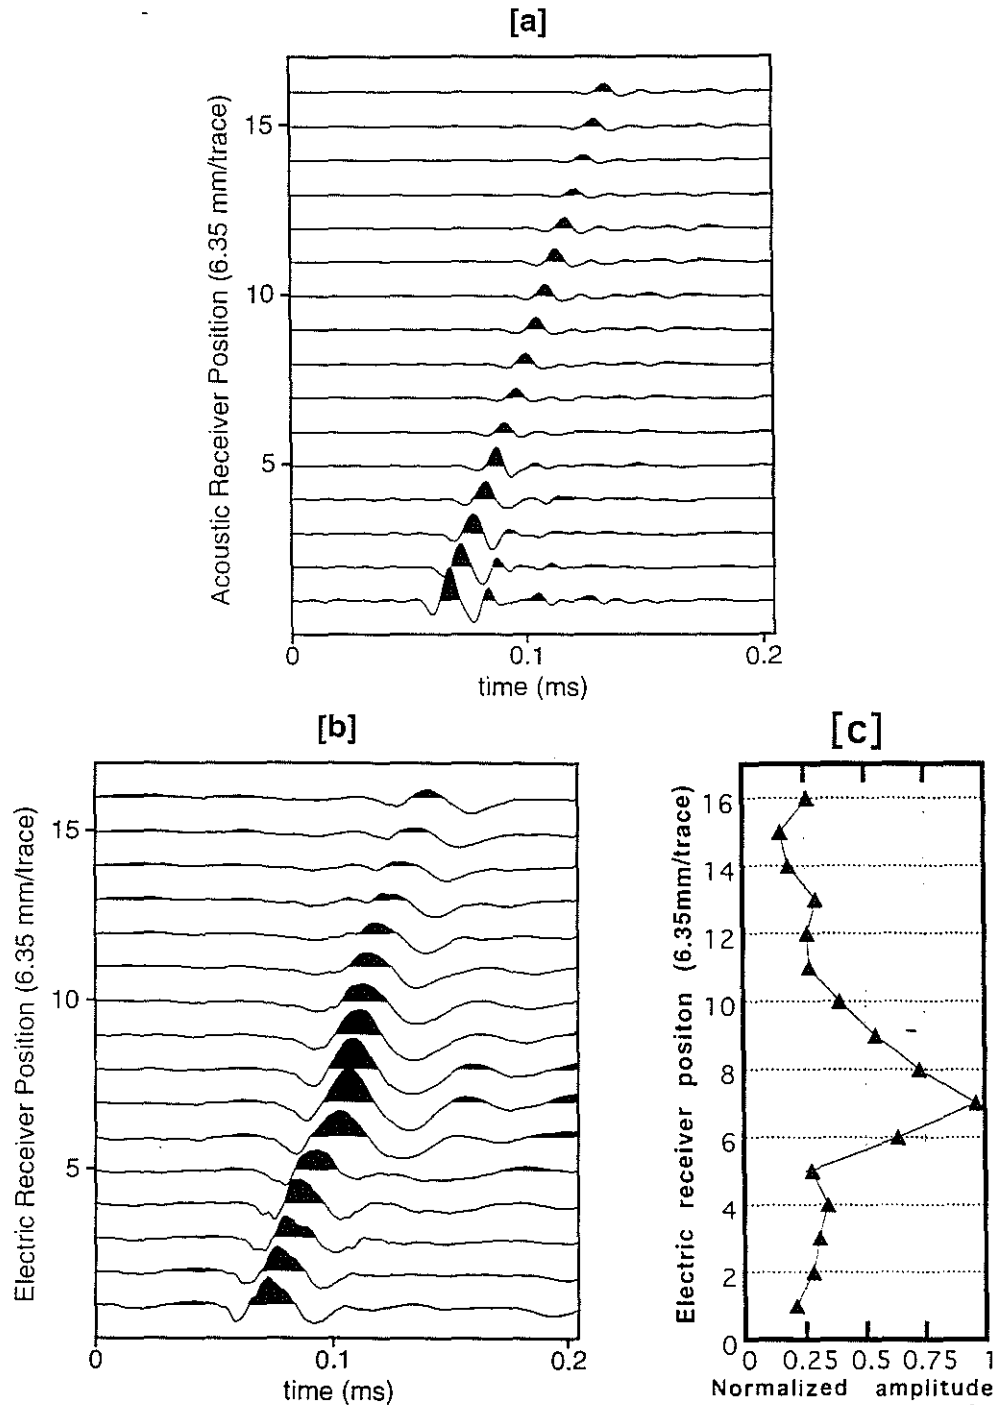 [a]
Acoustic Receiver Position (6.35 mm/trace)
15
10
5
0
0.1
0.2
time (ms)
[b]
Electric Receiver Position (6.35 mm/trace)
15
10
5
0
0.1
0.2
time (ms)
[c]
Electric receiver positon (6.35mm/trace)
16
14
12
10
8
6
4
2
0
0 0.25 0.5 0.75 1
Normalized amplitude